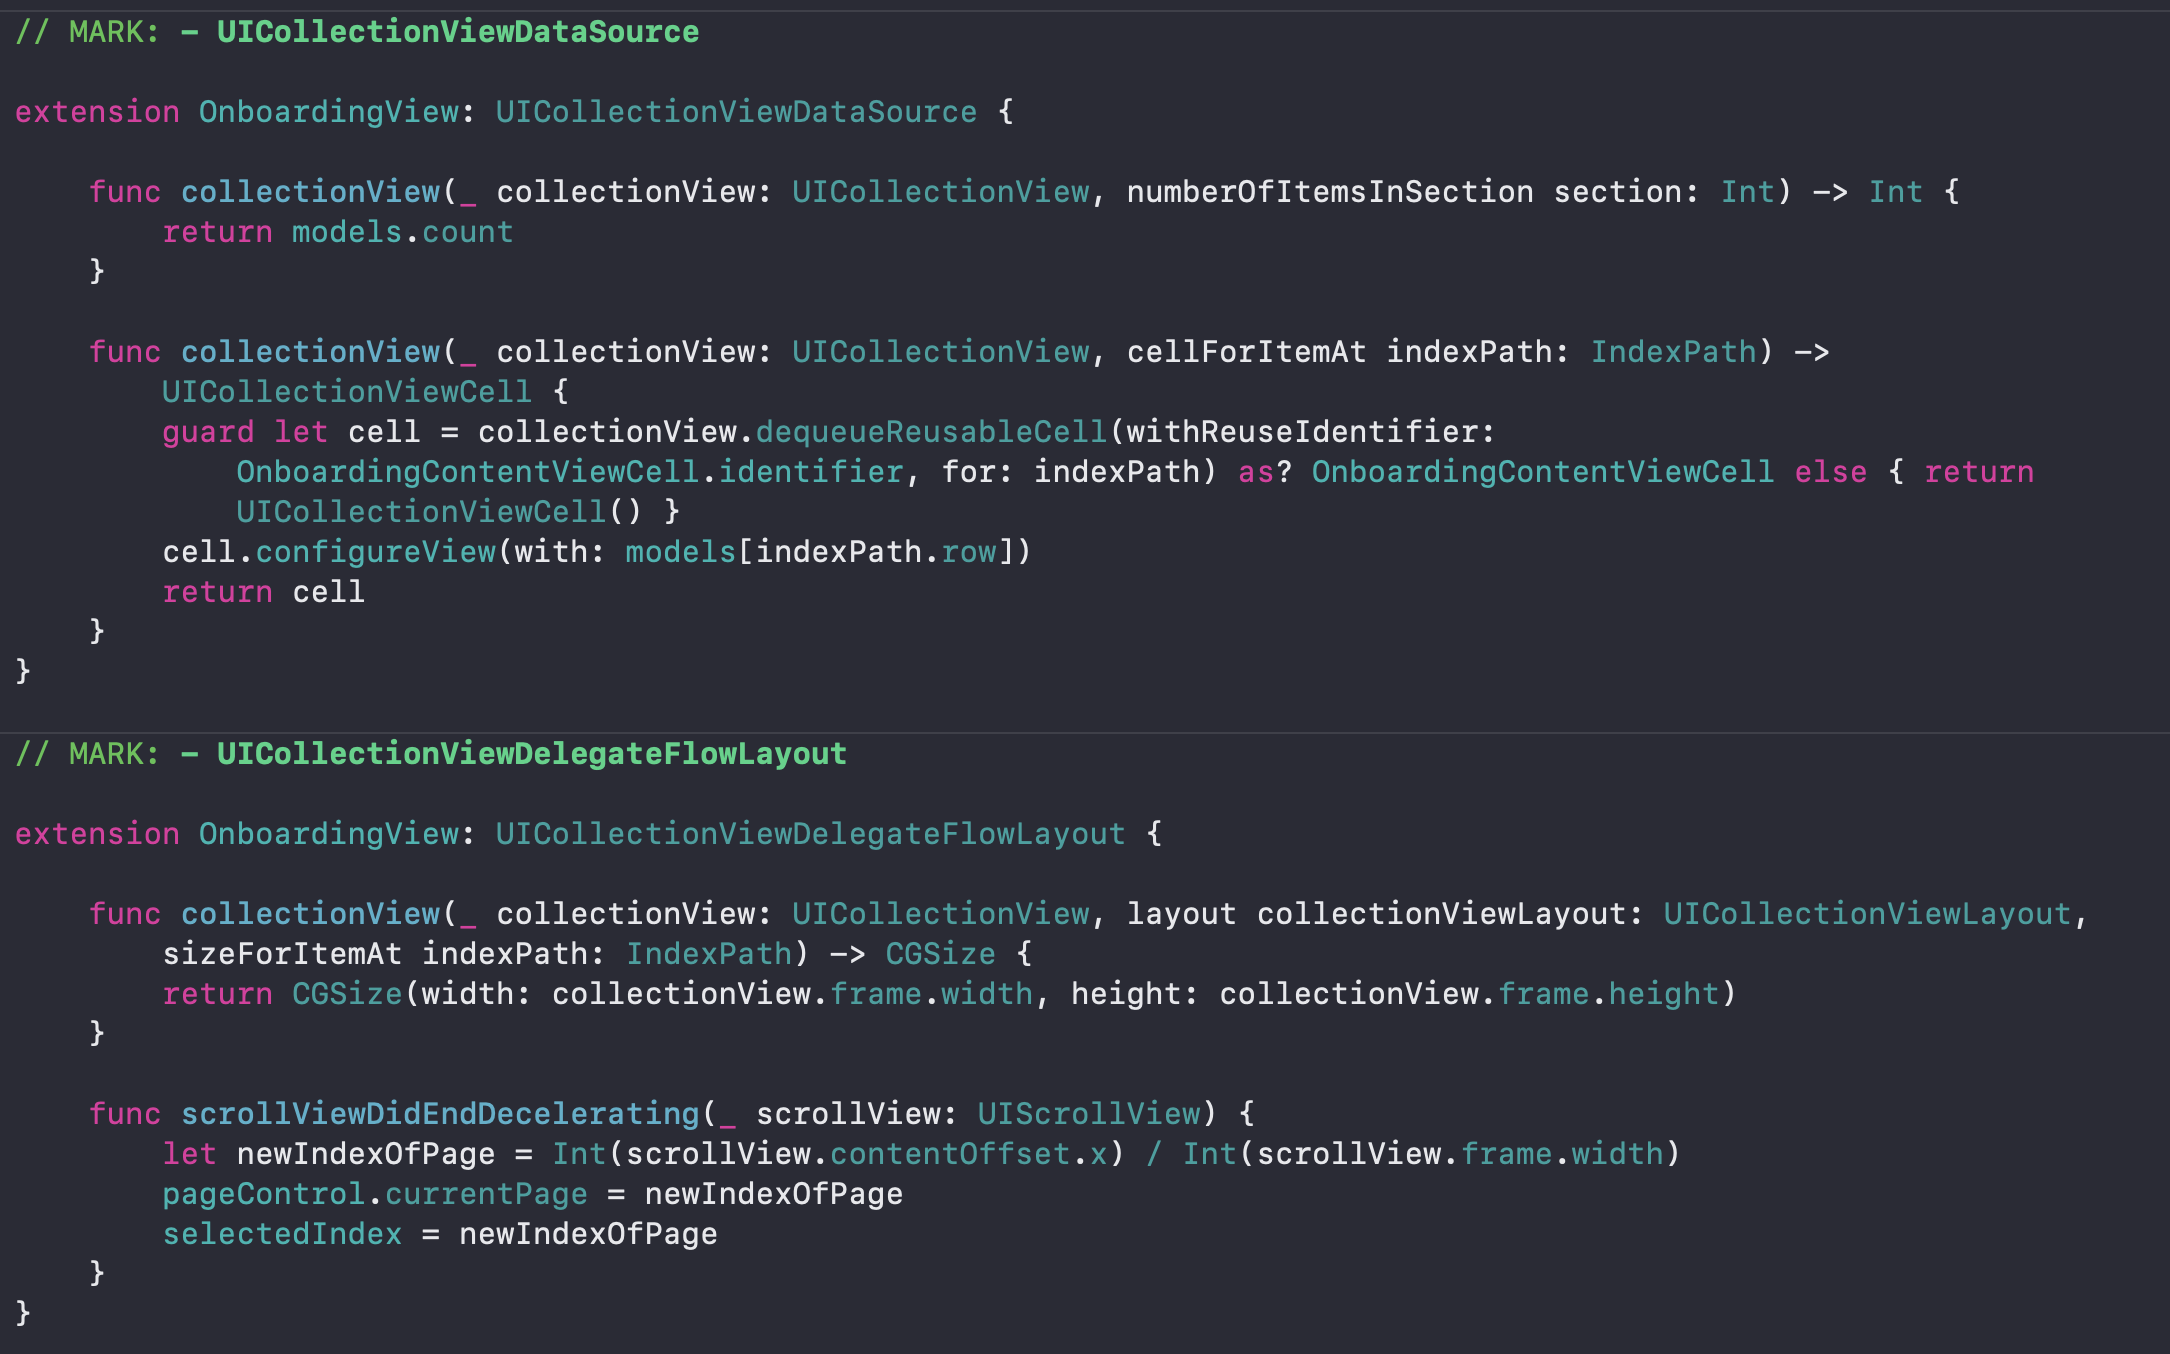 // MARK: - UICollectionViewDataSource
extension OnboardingView: UICollectionViewDataSource {
func collectionView(_ collectionView: UICollectionView, numberOfItemsInSection section: Int) -> Int {
return models.count
}
func collectionView(_ collectionView: UICollectionView, cellForItemAt indexPath: IndexPath) ->
UICollectionViewCell {
guard let cell = collectionView.dequeueReusableCell(withReuseIdentifier:
OnboardingContentViewCell.identifier, for: indexPath) as? OnboardingContentViewCell else { return
UICollectionViewCell() }
cell.configureView(with: models[indexPath.row])
return cell
}
}
// MARK: - UICollectionViewDelegateFlowLayout
extension OnboardingView: UICollectionViewDelegateFlowLayout {
func collectionView(_ collectionView: UICollectionView, layout collectionViewLayout: UICollectionViewLayout,
sizeForItemAt indexPath: IndexPath) -> CGSize {
return CGSize(width: collectionView.frame.width, height: collectionView.frame.height)
}
func scrollViewDidEndDecelerating(_ scrollView: UIScrollView) {
let newIndexOfPage = Int(scrollView.contentOffset.x) / Int(scrollView.frame.width)
pageControl.currentPage = newIndexOfPage
selectedIndex = newIndexOfPage
}
}